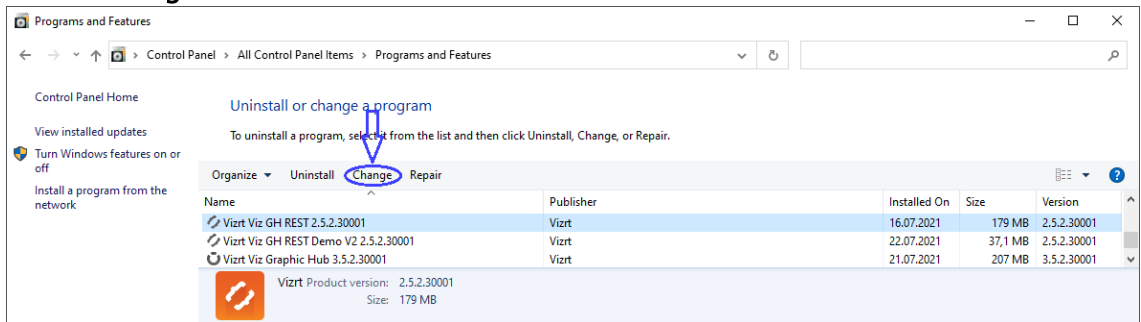 Programs and Features
Control Panel > All Control Panel Items > Programs and Features
Control Panel Home
View installed updates
Turn Windows features on or
off
Install a program from the
network
Uninstall or change a program
To uninstall a program, select it from the list and then click Uninstall, Change, or Repair.
Organize Uninstall Change Repair
Name Publisher Installed On Size Version
Vizrt Viz GH REST 2.5.2.30001 Vizrt 16.07.2021 179 MB 2.5.2.30001
Vizrt Viz GH REST Demo V2 2.5.2.30001 Vizrt 22.07.2021 37,1 MB 2.5.2.30001
Vizrt Viz Graphic Hub 3.5.2.30001 Vizrt 21.07.2021 207 MB 3.5.2.30001
Vizrt Product version: 2.5.2.30001
Size: 179 MB